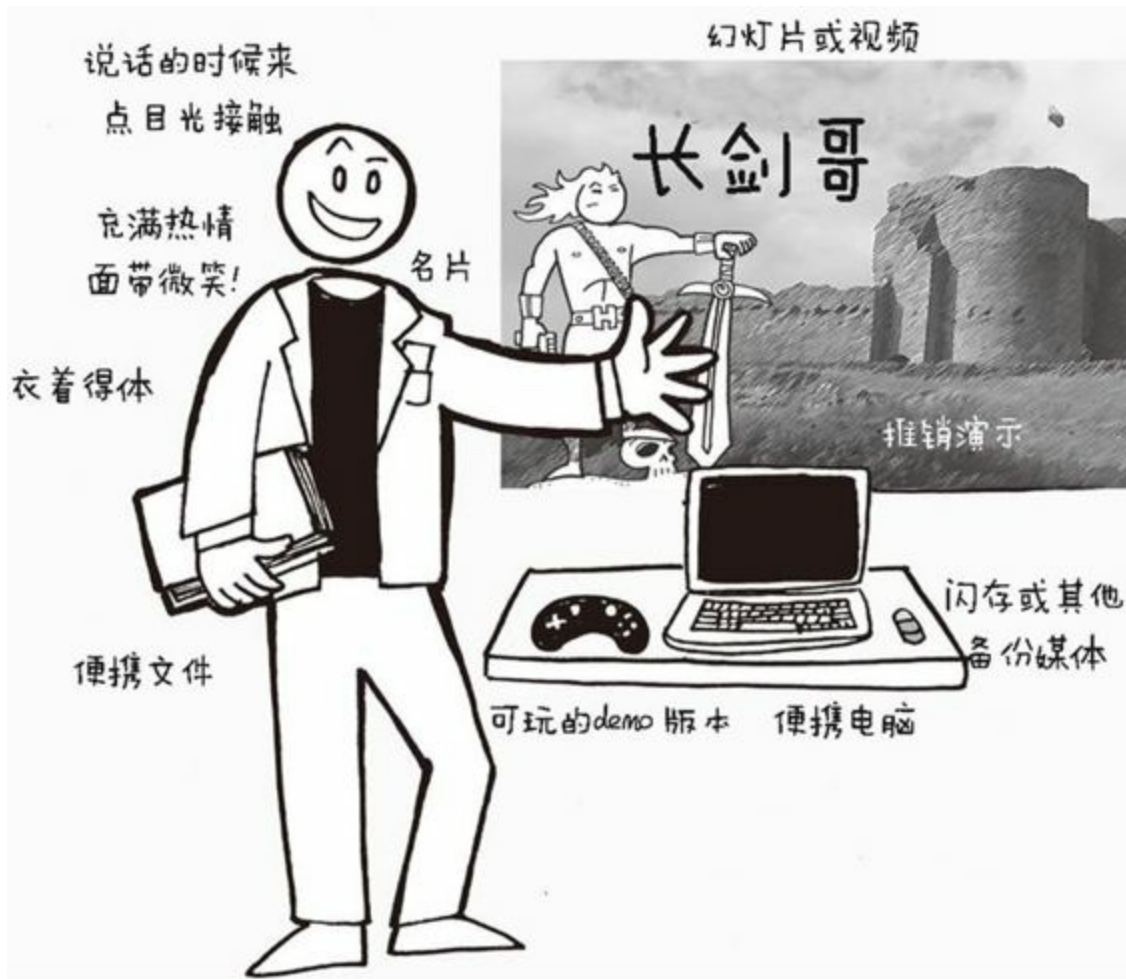 幻灯片或视频
说话的时候来
点目光接触
长剑哥
充满热情
面带微笑!
名片
衣着得体
推销演示
闪存或其他
备份媒体
便携文件
可玩的demo版本
便携电脑